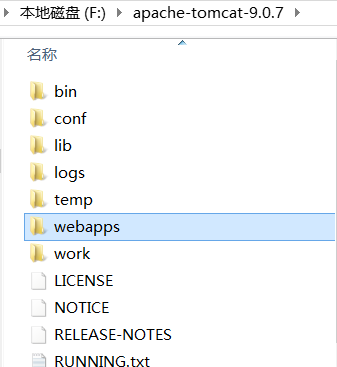 本地磁盘 (F:) apache-tomcat-9.0.7
名称
bin
conf
lib
logs
temp
webapps
work
LICENSE
NOTICE
RELEASE-NOTES
RUNNING.txt